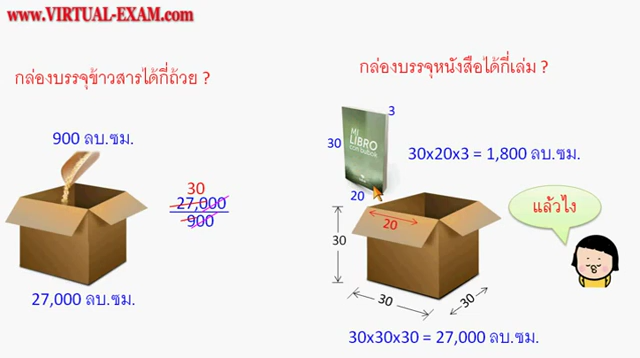 www.VIRTUAL-EXAM.com
กล่องบรรจุข้าวสารได้กี่ถ้วย ?
900 ลบ.ซม.
30
27,000
900
27,000 ลบ.ซม.
กล่องบรรจุหนังสือได้กี่เล่ม ?
3
30
MI
LIBRO
con bubok
20
30x20x3 = 1,800 ลบ.ซม.
แล้วไง
20
30
30
30
30x30x30 = 27,000 ลบ.ซม.